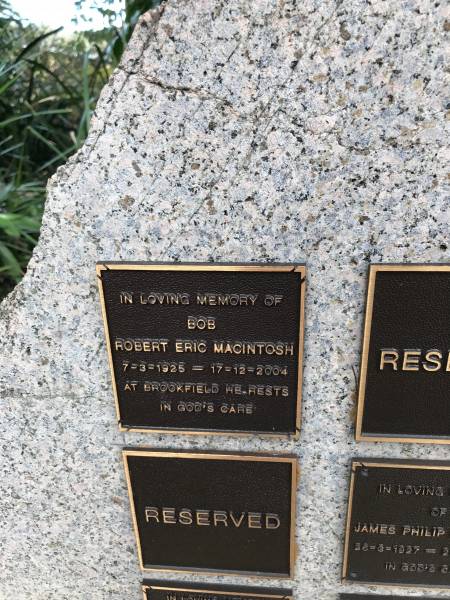 IN LOVING MEMORY OF
BOB
ROBERT ERIC MACINTOSH
7-3-1925 — 17-12-2004
AT BROOKFIELD HE RESTS
IN GOD'S CARE
RESE
RESERVED
IN LOVING
OF
JAMES PHILIP
IN GOD'S